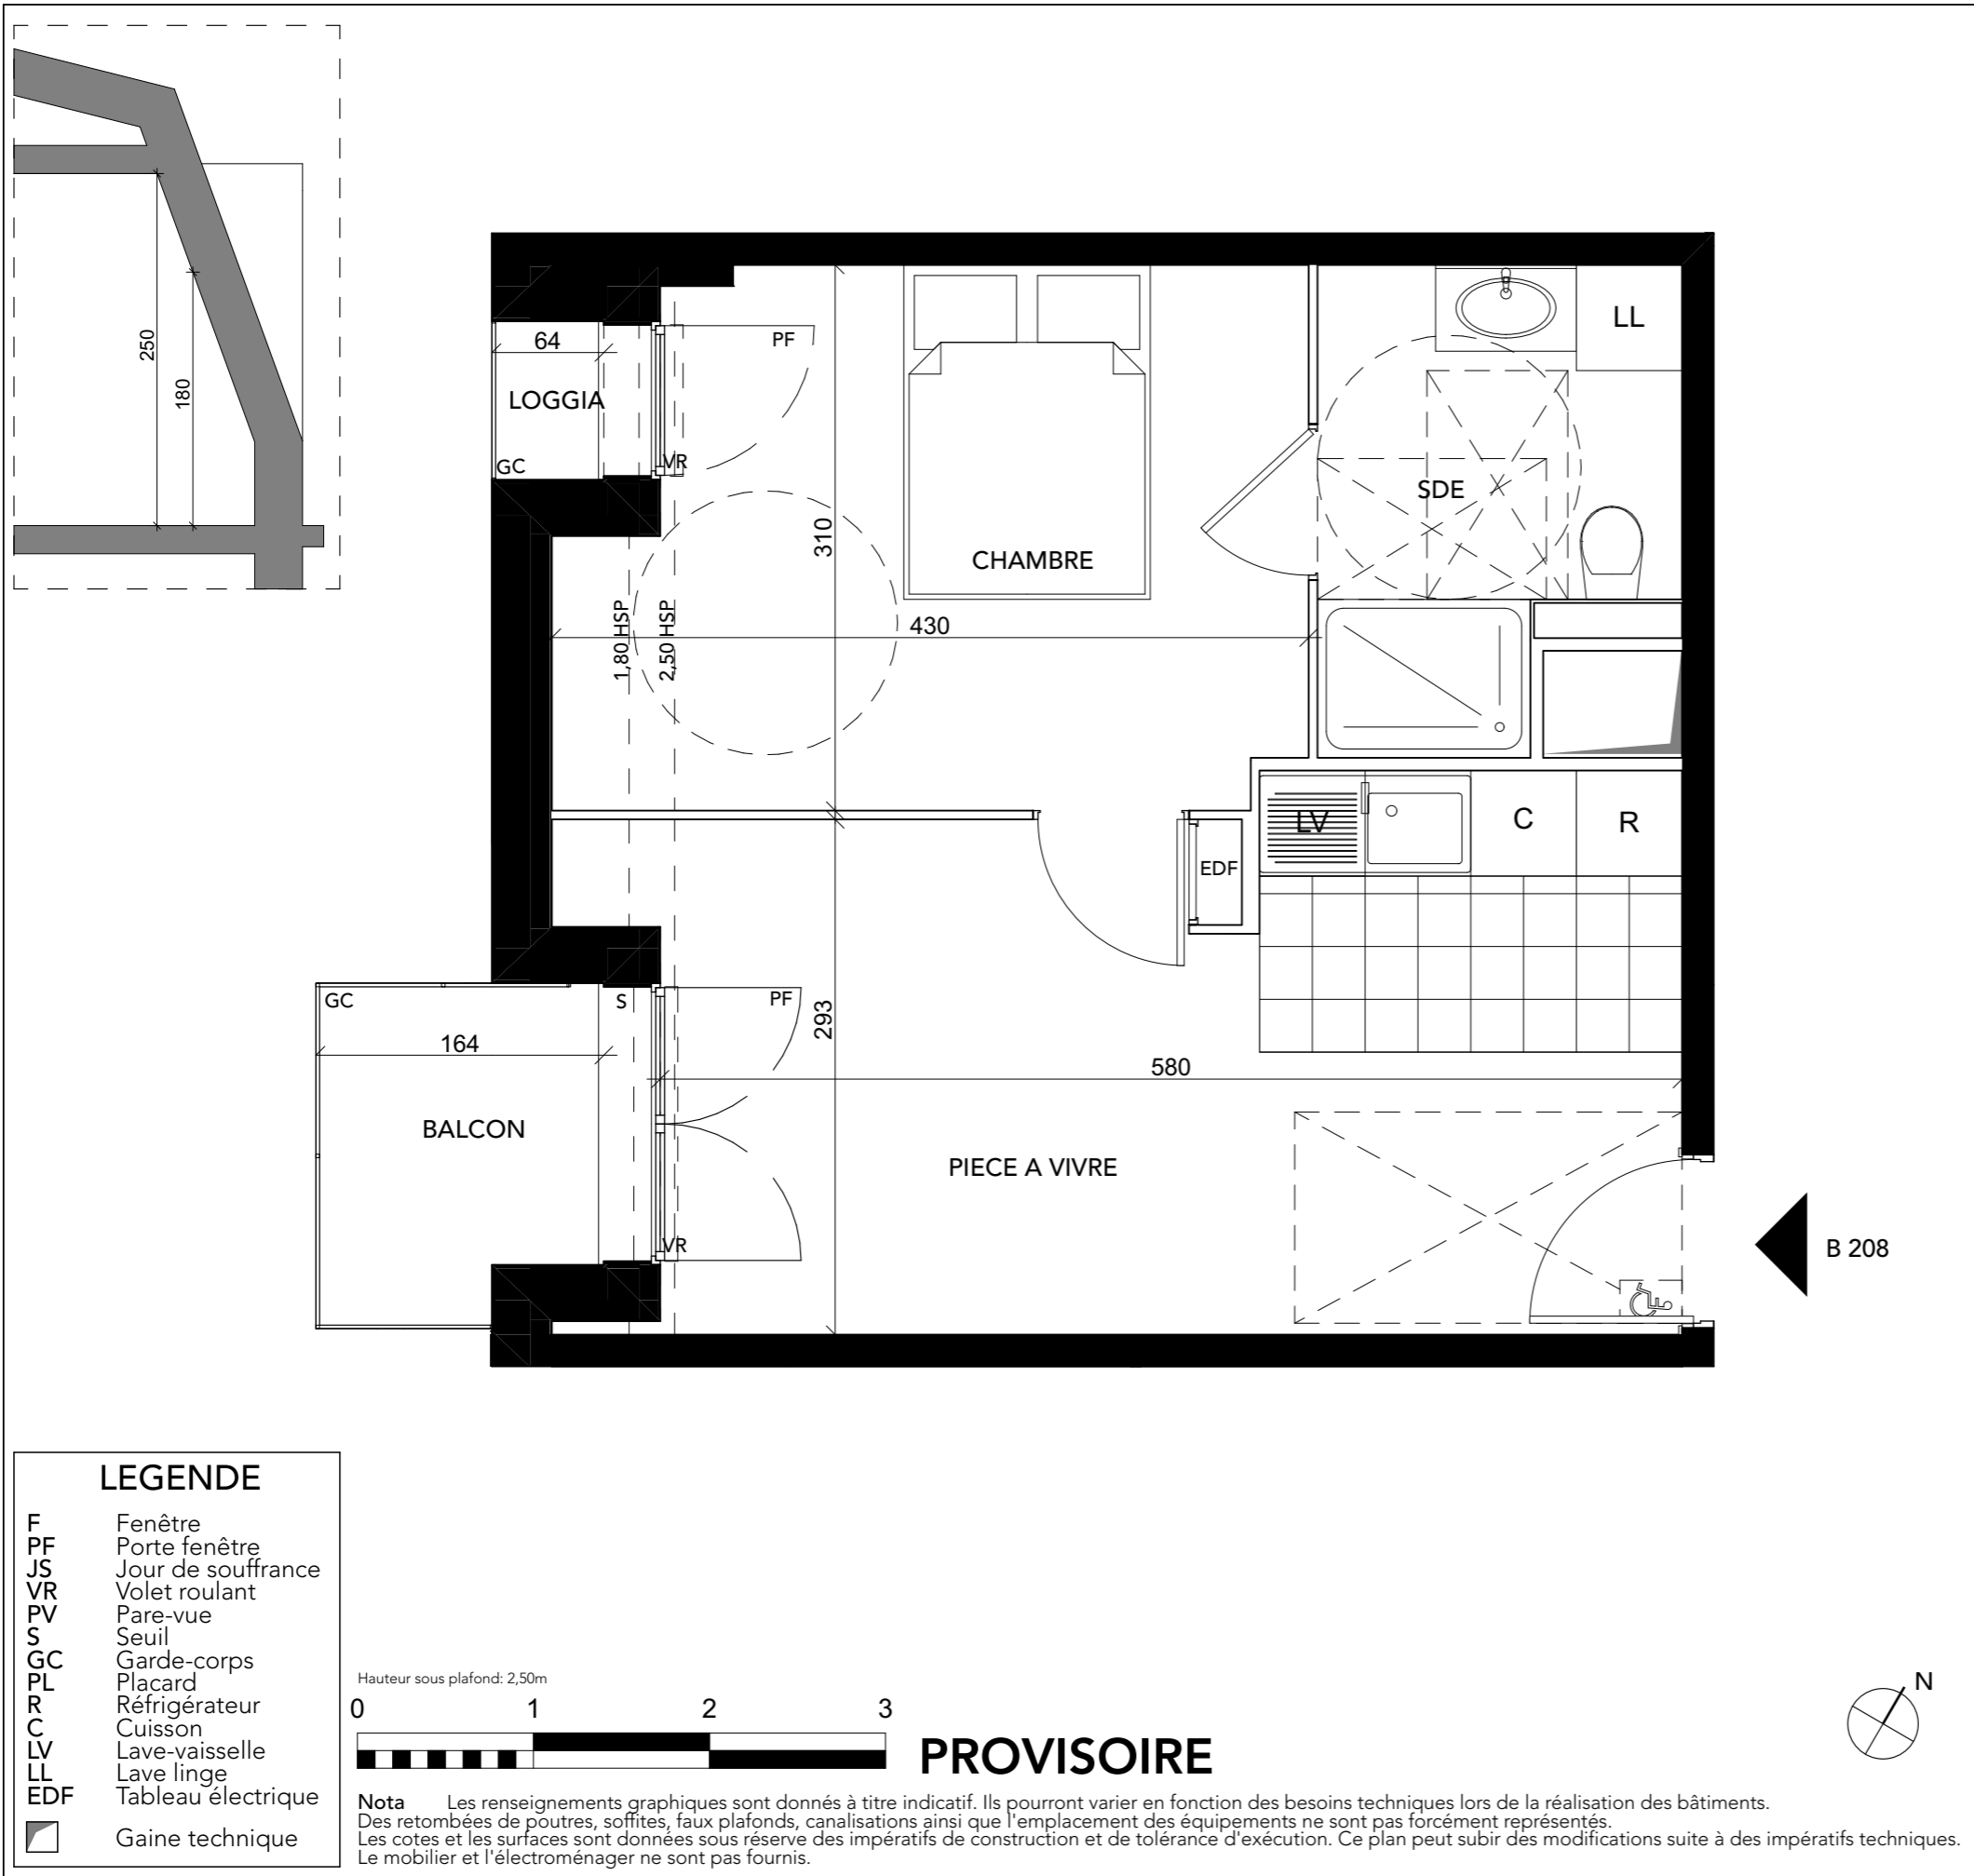 250
180
64
PF
LOGGIA
GC
VR
LL
SDE
310
CHAMBRE
430
1,80 HSP
2,50 HSP
LV
C
R
EDF
GC
S
PF
293
164
580
BALCON
PIECE A VIVRE
VR
B 208
LEGENDE
F Fenêtre
PF Porte fenêtre
JS Jour de souffrance
VR Volet roulant
PV Pare-vue
S Seuil
GC Garde-corps
PL Placard
R Réfrigérateur
C Cuisson
LV Lave-vaisselle
LL Lave linge
EDF Tableau électrique
Gaine technique
Hauteur sous plafond: 2,50m
0 1 2 3
PROVISOIRE
N
Nota Les renseignements graphiques sont donnés à titre indicatif. Ils pourront varier en fonction des besoins techniques lors de la réalisation des bâtiments.
Des retombées de poutres, soffites, faux plafonds, canalisations ainsi que l'emplacement des équipements ne sont pas forcément représentés.
Les cotes et les surfaces sont données sous réserve des impératifs de construction et de tolérance d'exécution. Ce plan peut subir des modifications suite à des impératifs techniques.
Le mobilier et l'électroménager ne sont pas fournis.